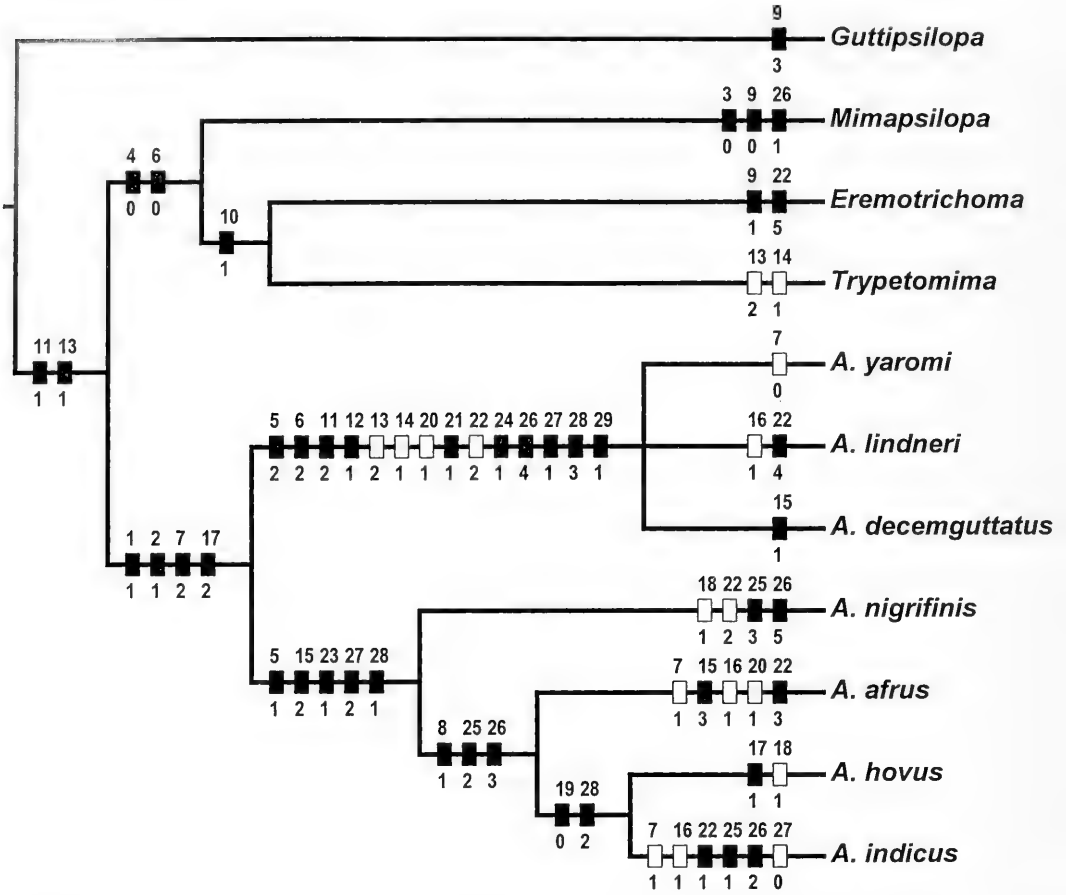 9
Guttipsilopa
3
3 9 26
Mimapsilopa
0 0 1
4 6
0 0
9 22
Eremotrichoma
1 5
10
1
13 14
Trypetomima
2 1
11 13
1 1
7
A. yaromi
0
5 6 11 12 13 14 20 21 22 24 26 27 28 29
2 2 2 1 2 1 1 1 2 1 4 1 3 1
16 22
A. lindneri
1 4
15
A. decemguttatus
1
1 2 7 17
1 1 2 2
18 22 25 26
A. nigrifinis
1 2 3 5
5 15 23 27 28
1 2 1 2 1
7 15 16 20 22
A. afrus
1 3 1 1 3
8 25 26
1 2 3
17 18
A. hovus
1 1
19 28
0 2
7 16 22 25 26 27
A. indicus
1 1 1 1 2 0